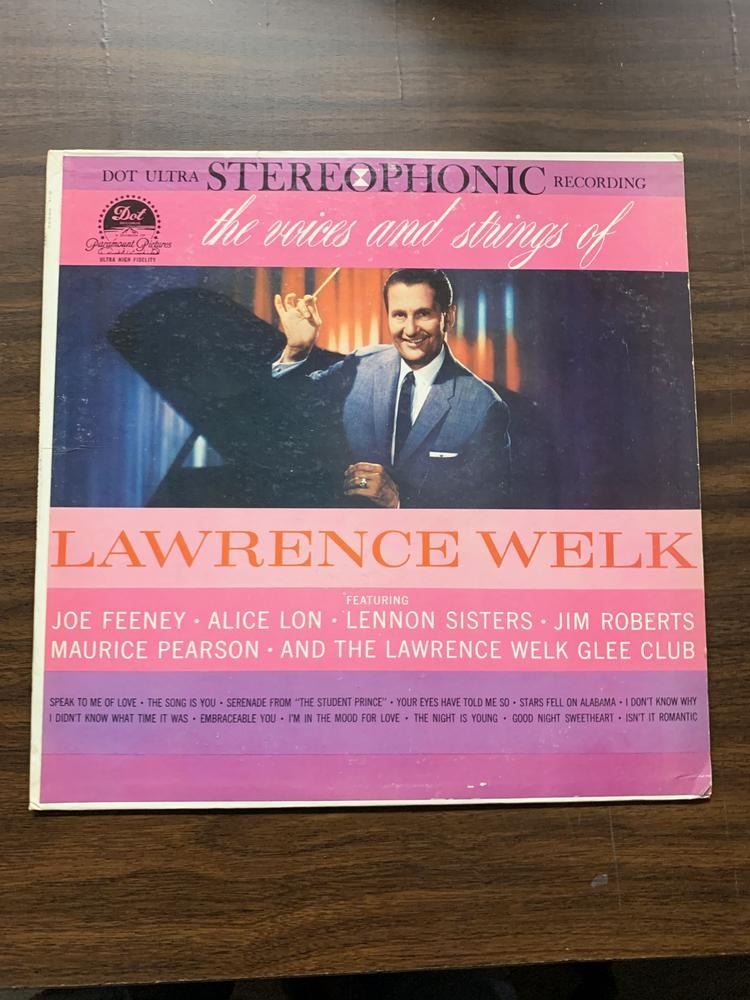 DOT ULTRA STEREOPHONIC RECORDING
Dot
Paramount Pictures
ULTRA HIGH FIDELITY
the voices and strings of
LAWRENCE WELK
FEATURING
JOE FEENEY • ALICE LON • LENNON SISTERS • JIM ROBERTS
MAURICE PEARSON • AND THE LAWRENCE WELK GLEE CLUB
SPEAK TO ME OF LOVE • THE SONG IS YOU • SERENADE FROM "THE STUDENT PRINCE" • YOUR EYES HAVE TOLD ME SO • STARS FELL ON ALABAMA • I DON'T KNOW WHY
I DIDN'T KNOW WHAT TIME IT WAS • EMBRACEABLE YOU • I'M IN THE MOOD FOR LOVE • THE NIGHT IS YOUNG • GOOD NIGHT SWEETHEART • ISN'T IT ROMANTIC